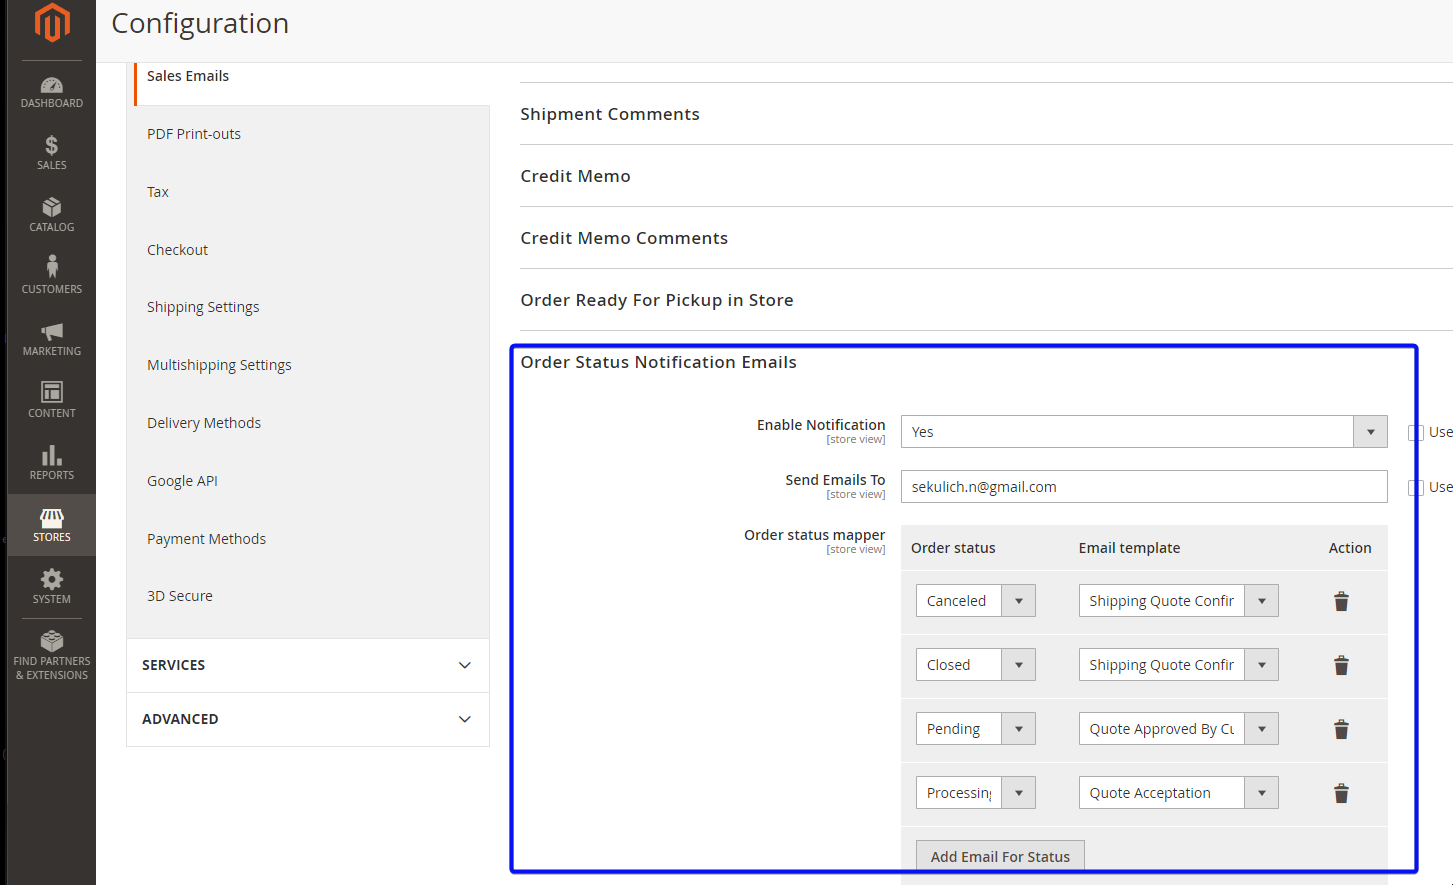 Configuration
DASHBOARD
SALES
CATALOG
CUSTOMERS
MARKETING
CONTENT
REPORTS
STORES
SYSTEM
FIND PARTNERS
& EXTENSIONS
Sales Emails
PDF Print-outs
Tax
Checkout
Shipping Settings
Multishipping Settings
Delivery Methods
Google API
Payment Methods
3D Secure
SERVICES
ADVANCED
Shipment Comments
Credit Memo
Credit Memo Comments
Order Ready For Pickup in Store
Order Status Notification Emails
Enable Notification Yes Use
[store view]
Send Emails To sekulich.n@gmail.com Use
[store view]
Order status mapper
[store view]
Order status Email template Action
Canceled Shipping Quote Confir
Closed Shipping Quote Confir
Pending Quote Approved By Cu
Processing Quote Acceptation
Add Email For Status